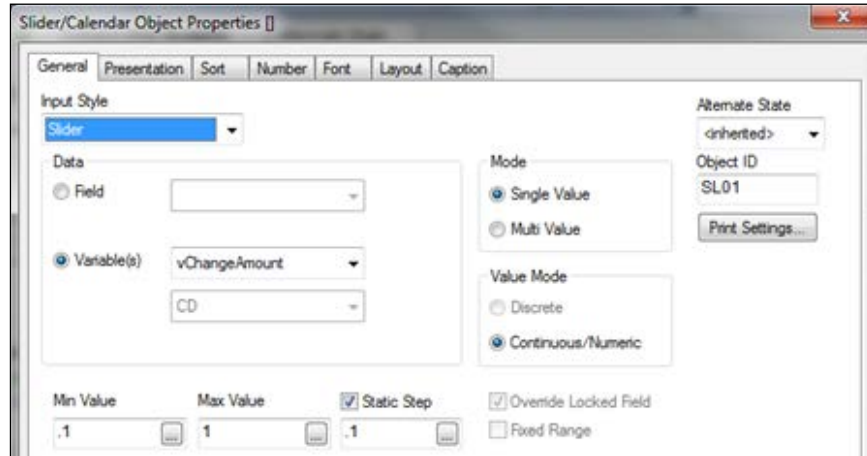 Slider/Calendar Object Properties []
General Presentation Sort Number Font Layout Caption
Input Style
Slider
Alternate State
<inherited>
Data
Field
Mode
Single Value
Multi Value
Object ID
SL01
Print Settings...
Variable(s) vChangeAmount
CD
Value Mode
Discrete
Continuous/Numeric
Min Value Max Value Static Step Override Locked Field
.1 ... 1 ... .1 ... Fixed Range